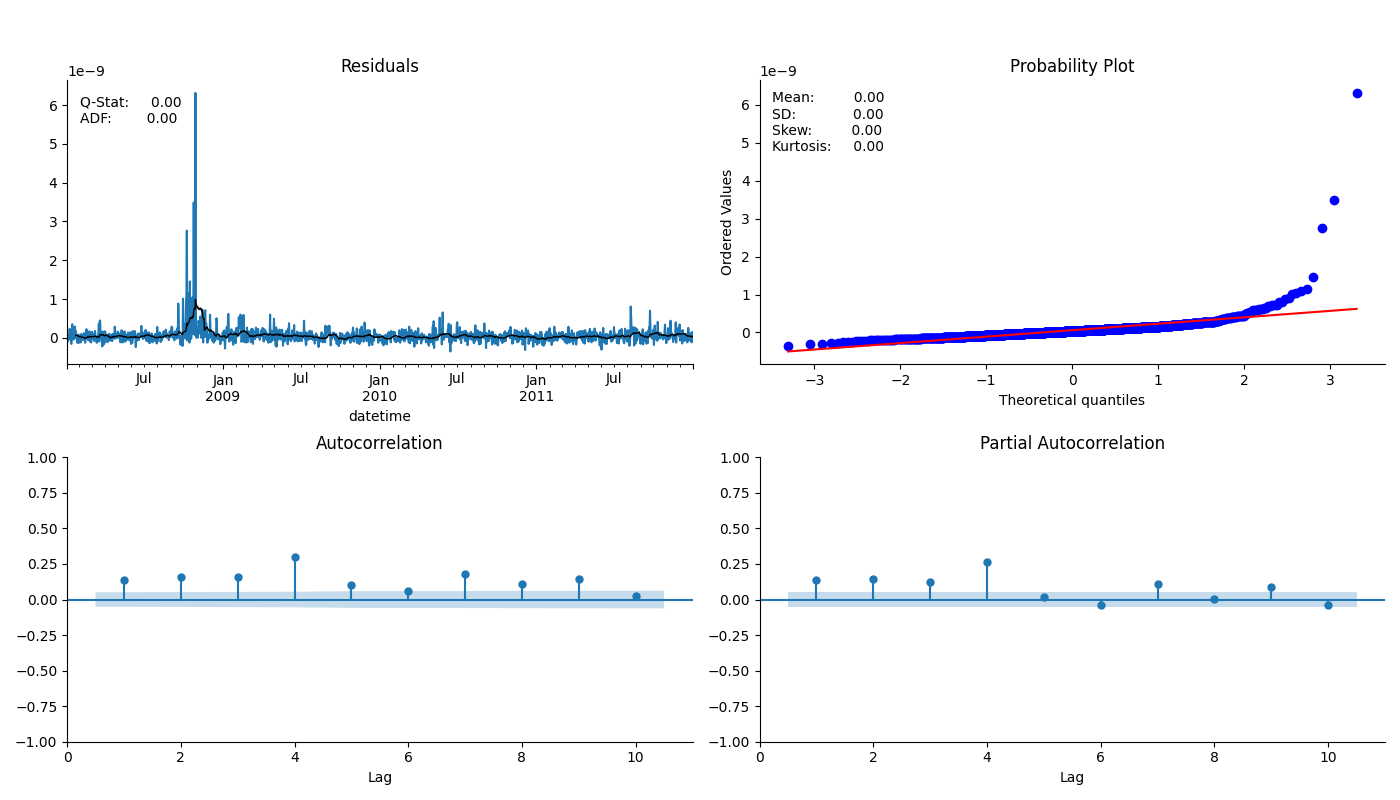 Residuals
1e−9
Q-Stat: 0.00
ADF: 0.00
6
5
4
3
2
1
0
Jul Jan Jul Jan Jul Jan Jul
2009 2010 2011
datetime
Probability Plot
1e−9
Mean: 0.00
SD: 0.00
Skew: 0.00
Kurtosis: 0.00
Ordered Values
6
5
4
3
2
1
0
−3 −2 −1 0 1 2 3
Theoretical quantiles
Autocorrelation
1.00
0.75
0.50
0.25
0.00
−0.25
−0.50
−0.75
−1.00
0 2 4 6 8 10
Lag
Partial Autocorrelation
1.00
0.75
0.50
0.25
0.00
−0.25
−0.50
−0.75
−1.00
0 2 4 6 8 10
Lag